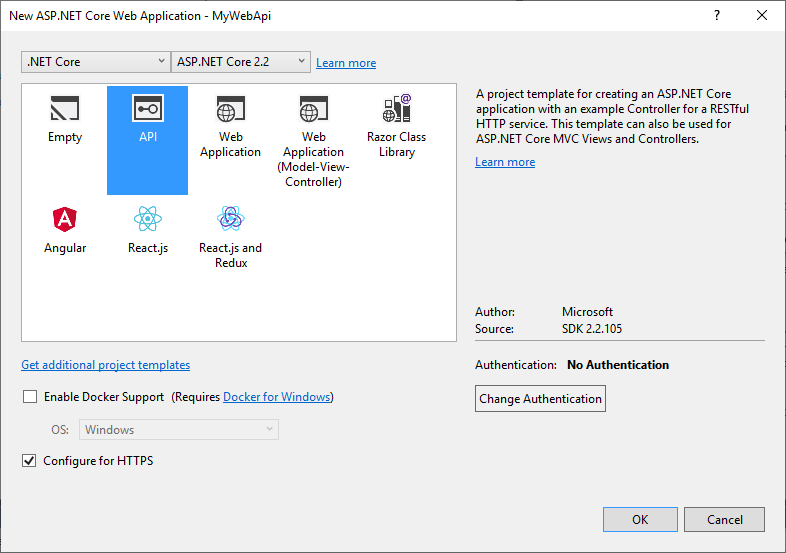 New ASP.NET Core Web Application - MyWebApi
.NET Core
ASP.NET Core 2.2
Learn more
Empty
API
Web
Application
Web
Application
(Model-View-
Controller)
Razor Class
Library
Angular
React.js
React.js and
Redux
A project template for creating an ASP.NET Core
application with an example Controller for a RESTful
HTTP service. This template can also be used for
ASP.NET Core MVC Views and Controllers.
Learn more
Author: Microsoft
Source: SDK 2.2.105
Get additional project templates
Authentication: No Authentication
Enable Docker Support (Requires Docker for Windows)
Change Authentication
OS: Windows
Configure for HTTPS
OK
Cancel